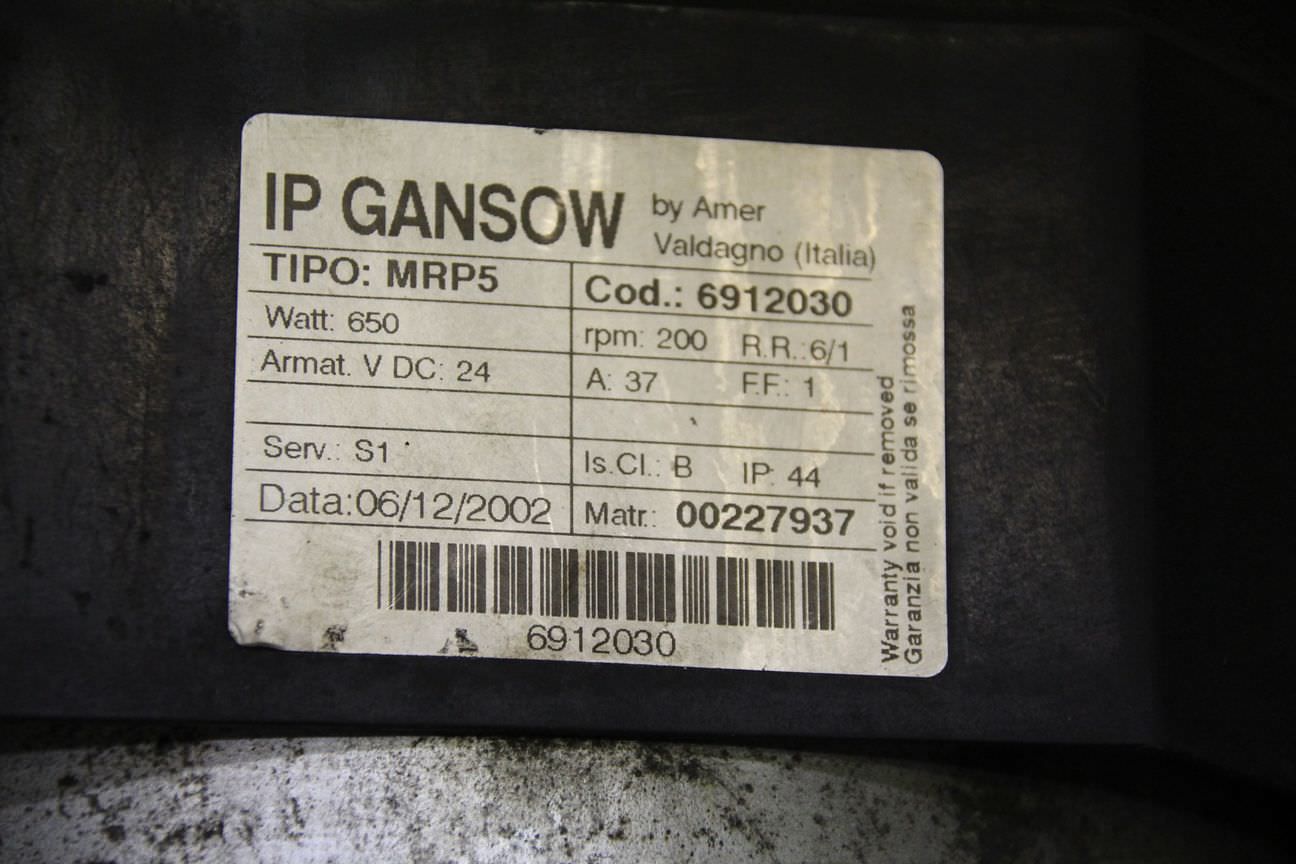 IP GANSOW by Amer
Valdagno (Italia)
TIPO: MRP5 Cod.: 6912030
Watt: 650 rpm: 200 R.R.:6/1
Armat. V DC: 24 A: 37 F.F.: 1
Serv.: S1 Is.Cl.: B IP: 44
Data:06/12/2002 Matr.: 00227937
6912030
Warranty void if removed
Garanzia non valida se rimossa